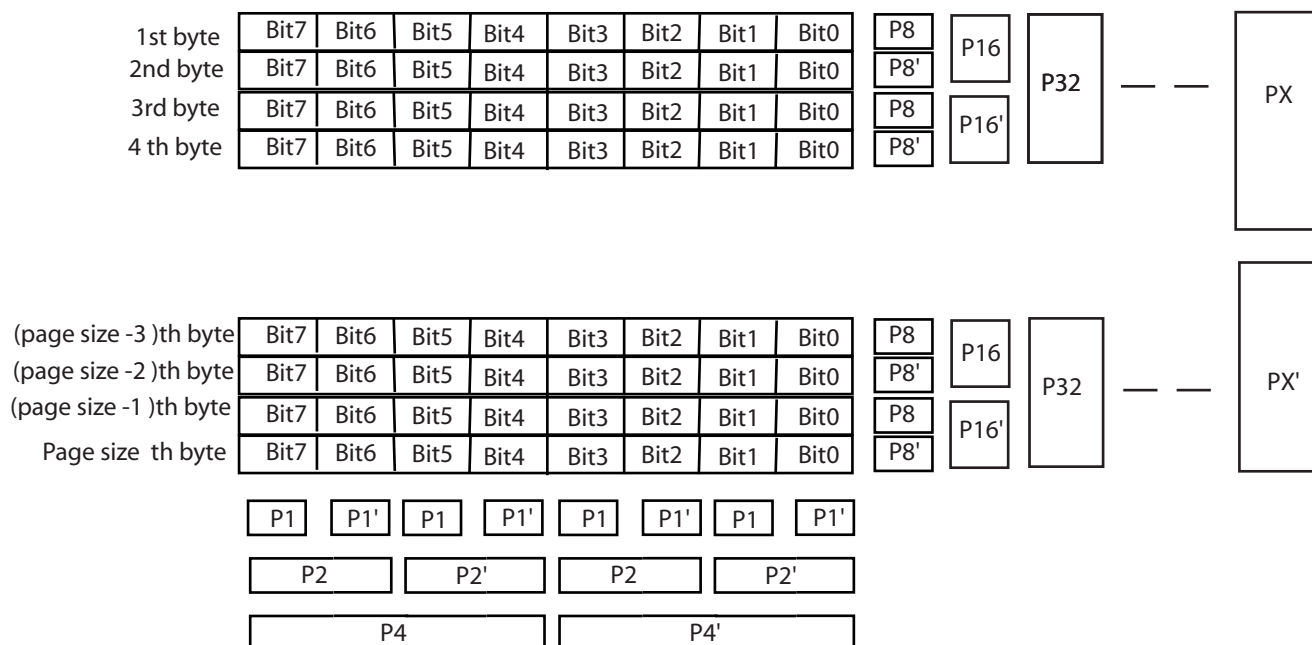 1st byte Bit7 Bit6 Bit5 Bit4 Bit3 Bit2 Bit1 Bit0 P8 P16 P32 PX
2nd byte Bit7 Bit6 Bit5 Bit4 Bit3 Bit2 Bit1 Bit0 P8'
3rd byte Bit7 Bit6 Bit5 Bit4 Bit3 Bit2 Bit1 Bit0 P8 P16'
4 th byte Bit7 Bit6 Bit5 Bit4 Bit3 Bit2 Bit1 Bit0 P8'
(page size -3 )th byte Bit7 Bit6 Bit5 Bit4 Bit3 Bit2 Bit1 Bit0 P8 P16 P32 PX'
(page size -2 )th byte Bit7 Bit6 Bit5 Bit4 Bit3 Bit2 Bit1 Bit0 P8'
(page size -1 )th byte Bit7 Bit6 Bit5 Bit4 Bit3 Bit2 Bit1 Bit0 P8 P16'
Page size th byte Bit7 Bit6 Bit5 Bit4 Bit3 Bit2 Bit1 Bit0 P8'
P1 P1' P1 P1' P1 P1' P1 P1'
P2 P2' P2 P2'
P4 P4'